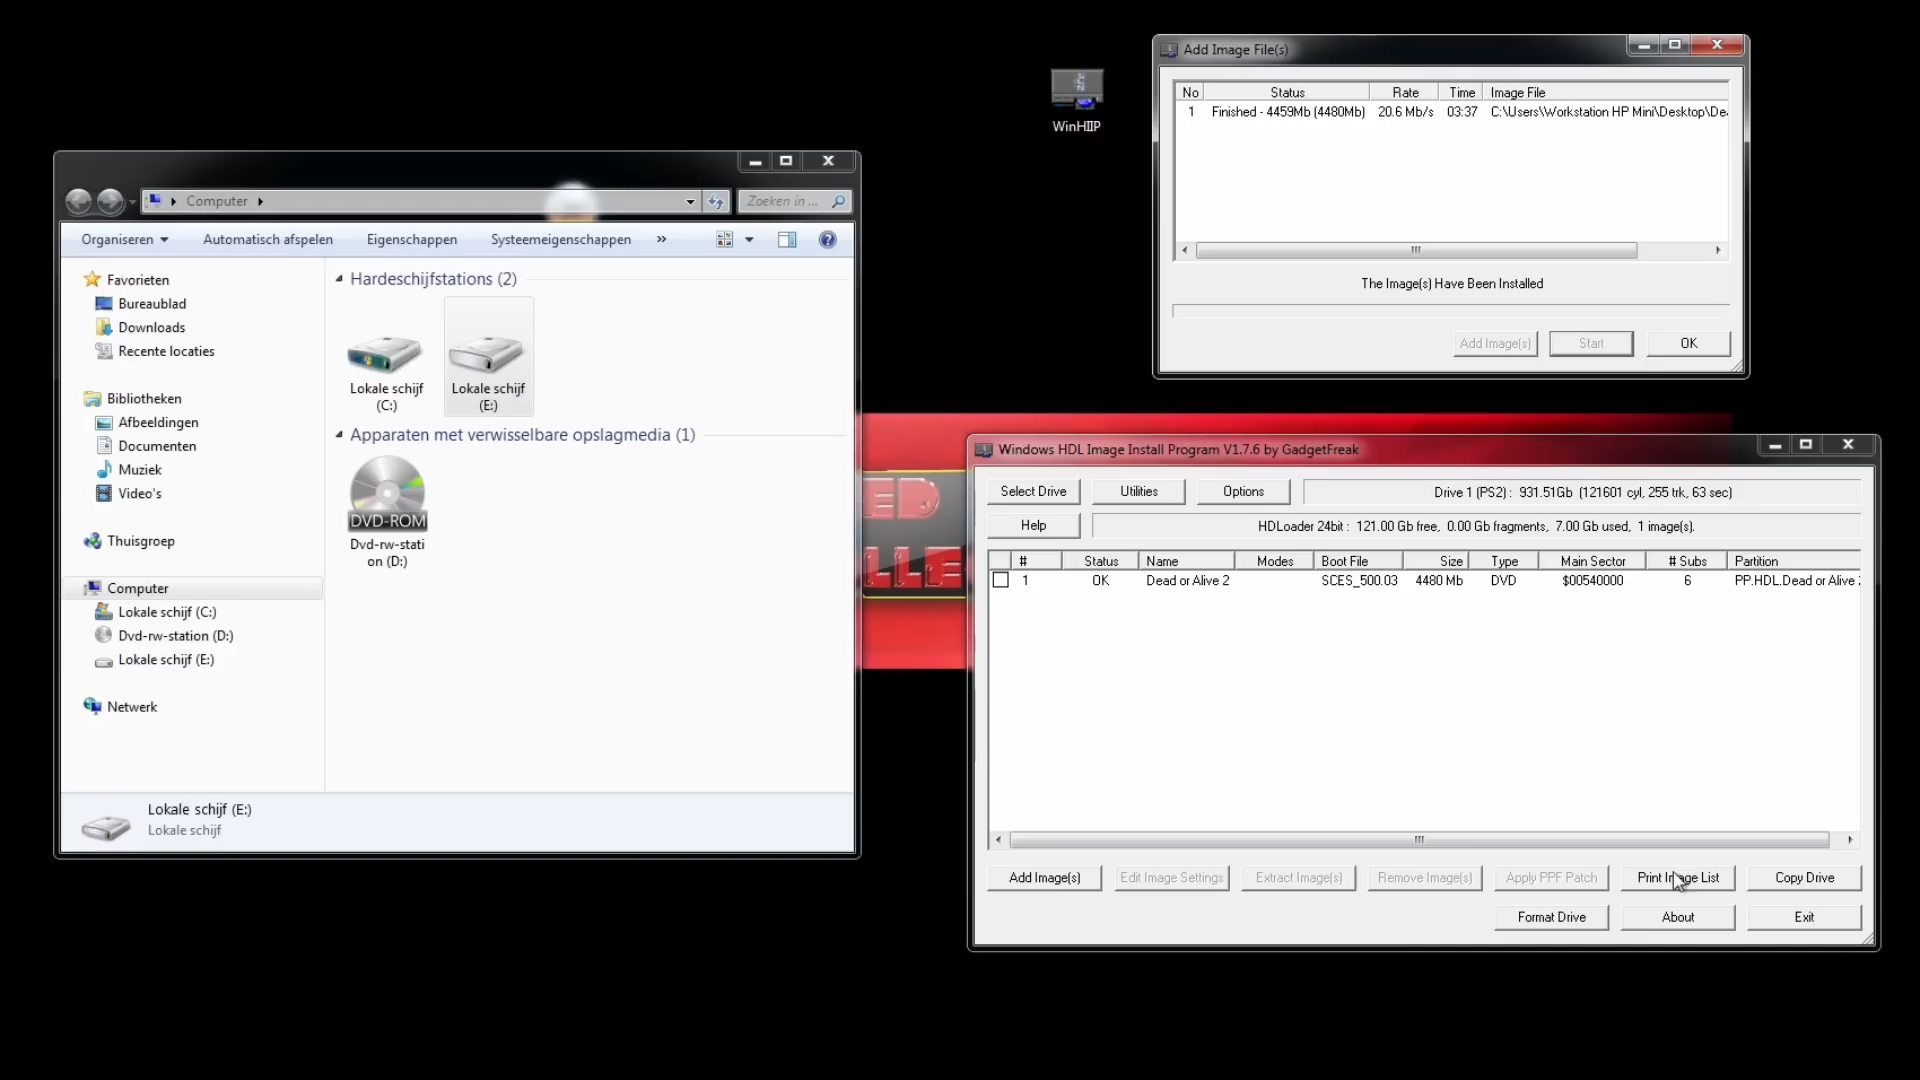 WinHIIP
Add Image File(s)
No Status Rate Time Image File
1 Finished - 4459Mb (4480Mb) 20.6 Mb/s 03:37 C:\Users\Workstation HP Mini\Desktop\De
The Image(s) Have Been Installed
Add Image(s) Start OK
Computer
Zoeken in ...
Organiseren Automatisch afspelen Eigenschappen Systeemeigenschappen »
Favorieten
Bureaublad
Downloads
Recente locaties
Bibliotheken
Afbeeldingen
Documenten
Muziek
Video's
Thuisgroep
Computer
Lokale schijf (C:)
Dvd-rw-station (D:)
Lokale schijf (E:)
Netwerk
Hardeschijfstations (2)
Lokale schijf
(C:)
Lokale schijf
(E:)
Apparaten met verwisselbare opslagmedia (1)
DVD-ROM
Dvd-rw-stati
on (D:)
Lokale schijf (E:)
Lokale schijf
Windows HDL Image Install Program V1.7.6 by GadgetFreak
Select Drive Utilities Options Drive 1 (PS2) : 931.51Gb (121601 cyl, 255 trk, 63 sec)
Help HDLoader 24bit : 121.00 Gb free, 0.00 Gb fragments, 7.00 Gb used, 1 image(s).
# Status Name Modes Boot File Size Type Main Sector # Subs Partition
1 OK Dead or Alive 2 SCES_500.03 4480 Mb DVD $00540000 6 PP.HDL.Dead or Alive
Add Image(s) Edit Image Settings Extract Image(s) Remove Image(s) Apply PPF Patch Print Image List Copy Drive
Format Drive About Exit